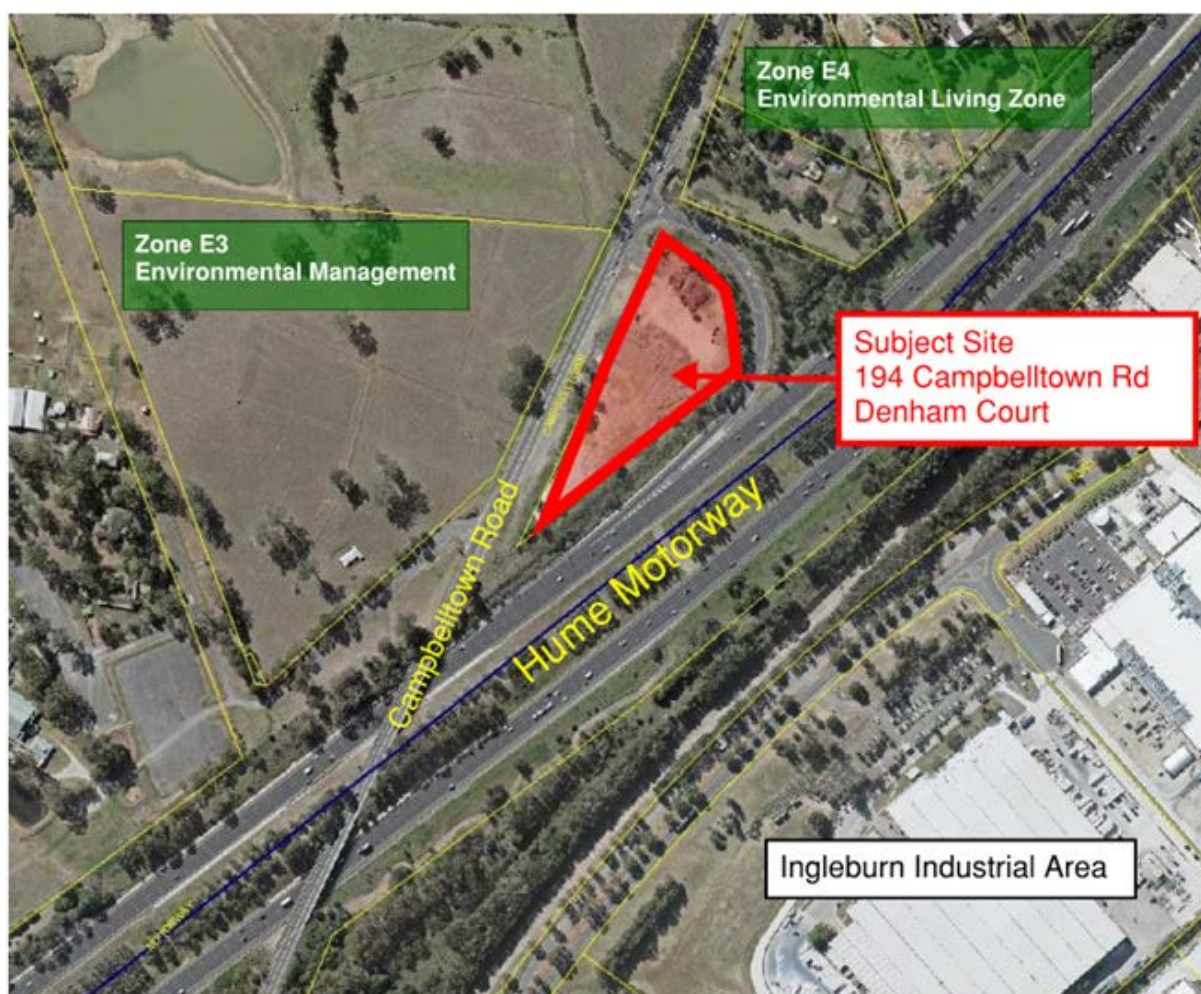 Zone E4
Environmental Living Zone
Zone E3
Environmental Management
Subject Site
194 Campbelltown Rd
Denham Court
Campbelltown Road
Hume Motorway
Ingleburn Industrial Area